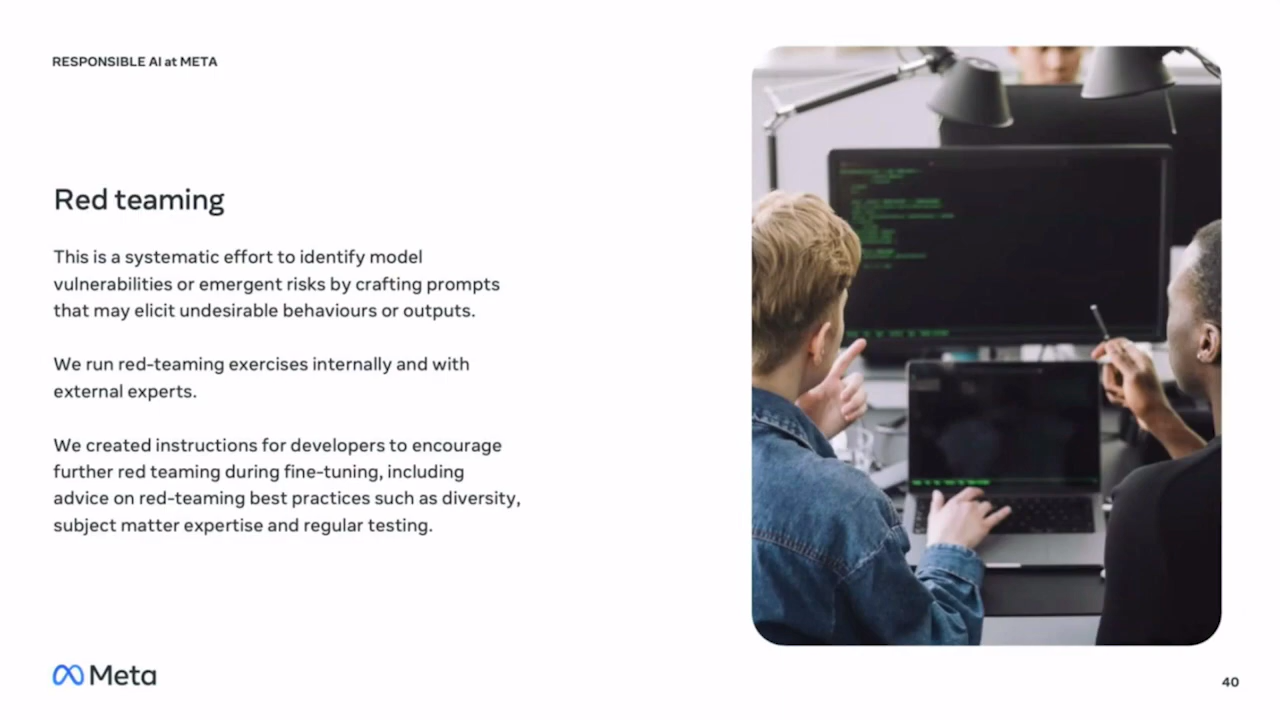 RESPONSIBLE AI at META
Red teaming
This is a systematic effort to identify model
vulnerabilities or emergent risks by crafting prompts
that may elicit undesirable behaviours or outputs.
We run red-teaming exercises internally and with
external experts.
We created instructions for developers to encourage
further red teaming during fine-tuning, including
advice on red-teaming best practices such as diversity,
subject matter expertise and regular testing.
Meta
40